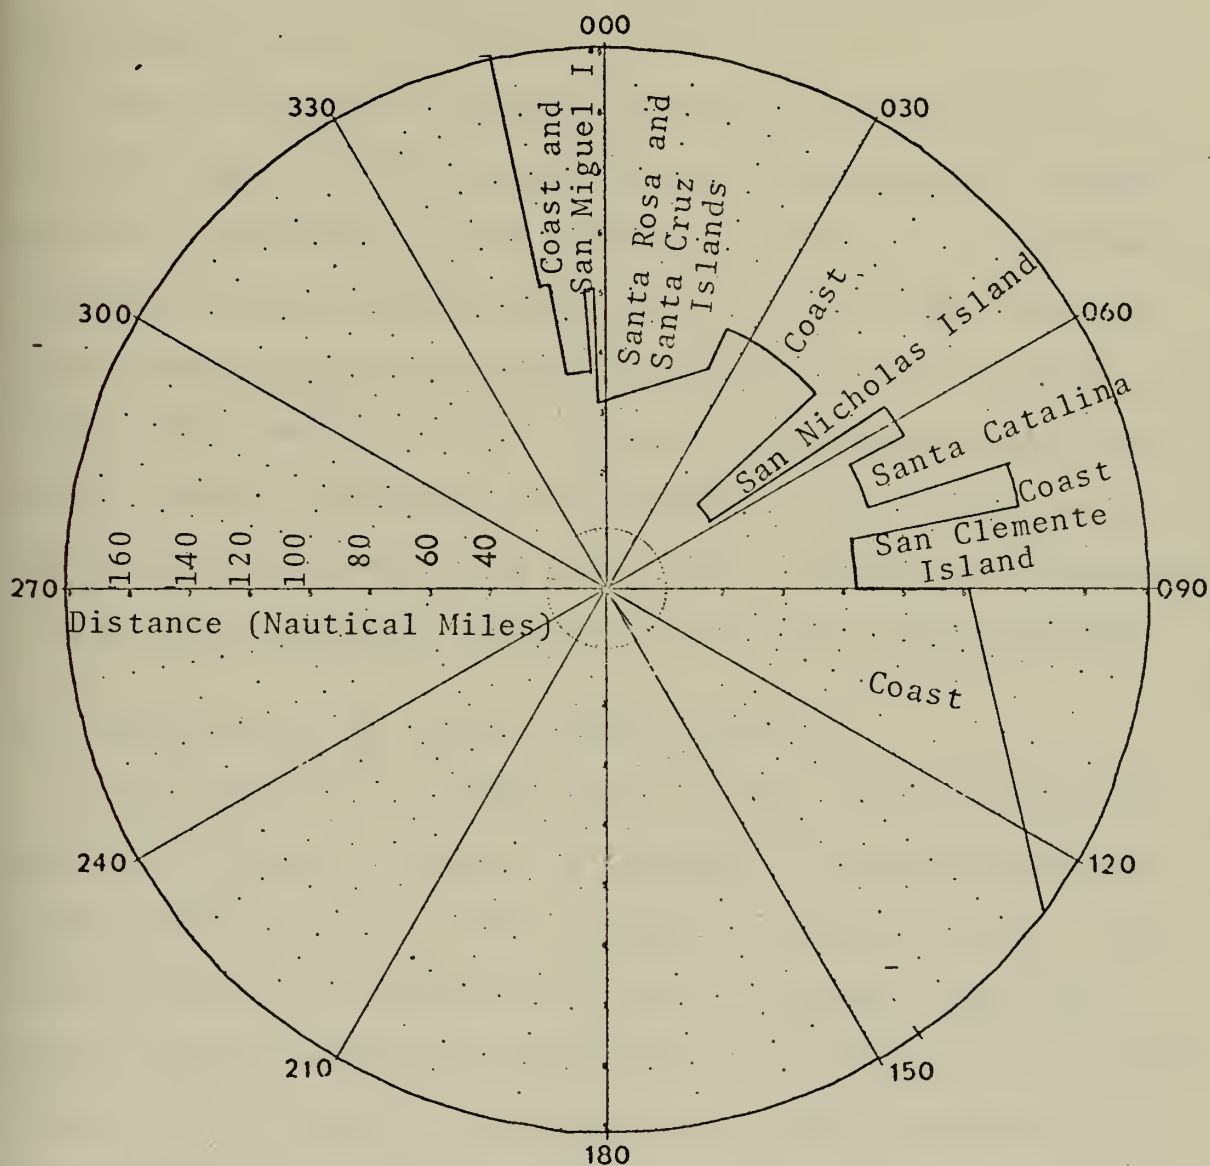 000
330
030
Coast and
San Miguel I.
Santa Rosa and
Santa Cruz
Islands
Coast
San Nicholas Island
300
060
Santa Catalina
Coast
San Clemente
Island
160
140
120
100
80
60
40
270
090
Distance (Nautical Miles)
Coast
240
120
210
150
180